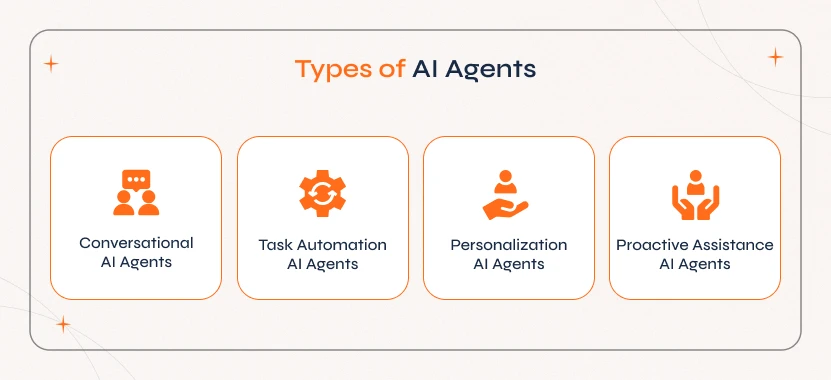 Types of AI Agents
Conversational
AI Agents
Task Automation
AI Agents
Personalization
AI Agents
Proactive Assistance
AI Agents